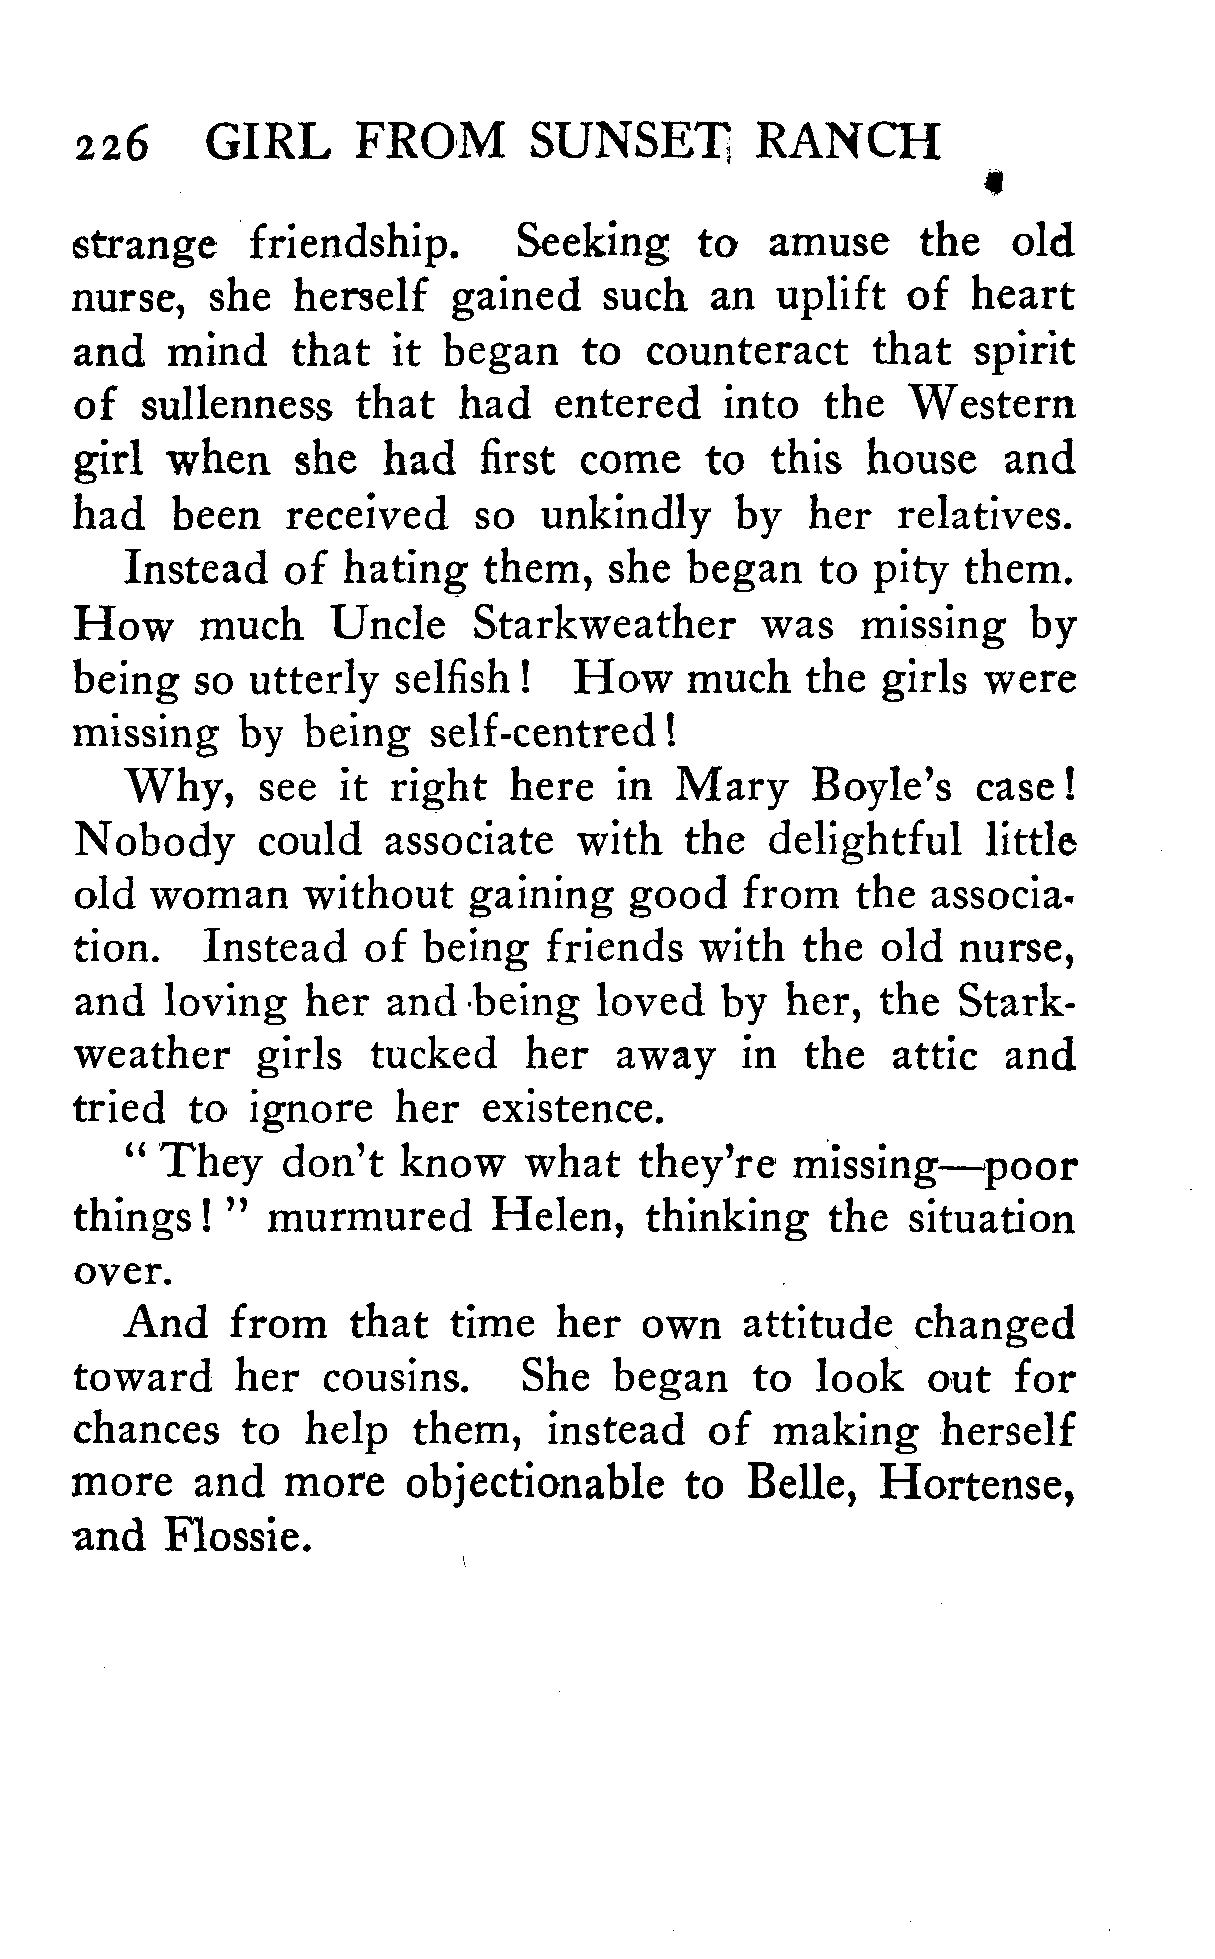 226 GIRL FROM SUNSET RANCH
strange friendship. Seeking to amuse the old
nurse, she herself gained such an uplift of heart
and mind that it began to counteract that spirit
of sullenness that had entered into the Western
girl when she had first come to this house and
had been received so unkindly by her relatives.
Instead of hating them, she began to pity them.
How much Uncle Starkweather was missing by
being so utterly selfish! How much the girls were
missing by being self-centred!
Why, see it right here in Mary Boyle's case!
Nobody could associate with the delightful little
old woman without gaining good from the associa-
tion. Instead of being friends with the old nurse,
and loving her and being loved by her, the Stark-
weather girls tucked her away in the attic and
tried to ignore her existence.
"They don't know what they're missing—poor
things!" murmured Helen, thinking the situation
over.
And from that time her own attitude changed
toward her cousins. She began to look out for
chances to help them, instead of making herself
more and more objectionable to Belle, Hortense,
and Flossie.